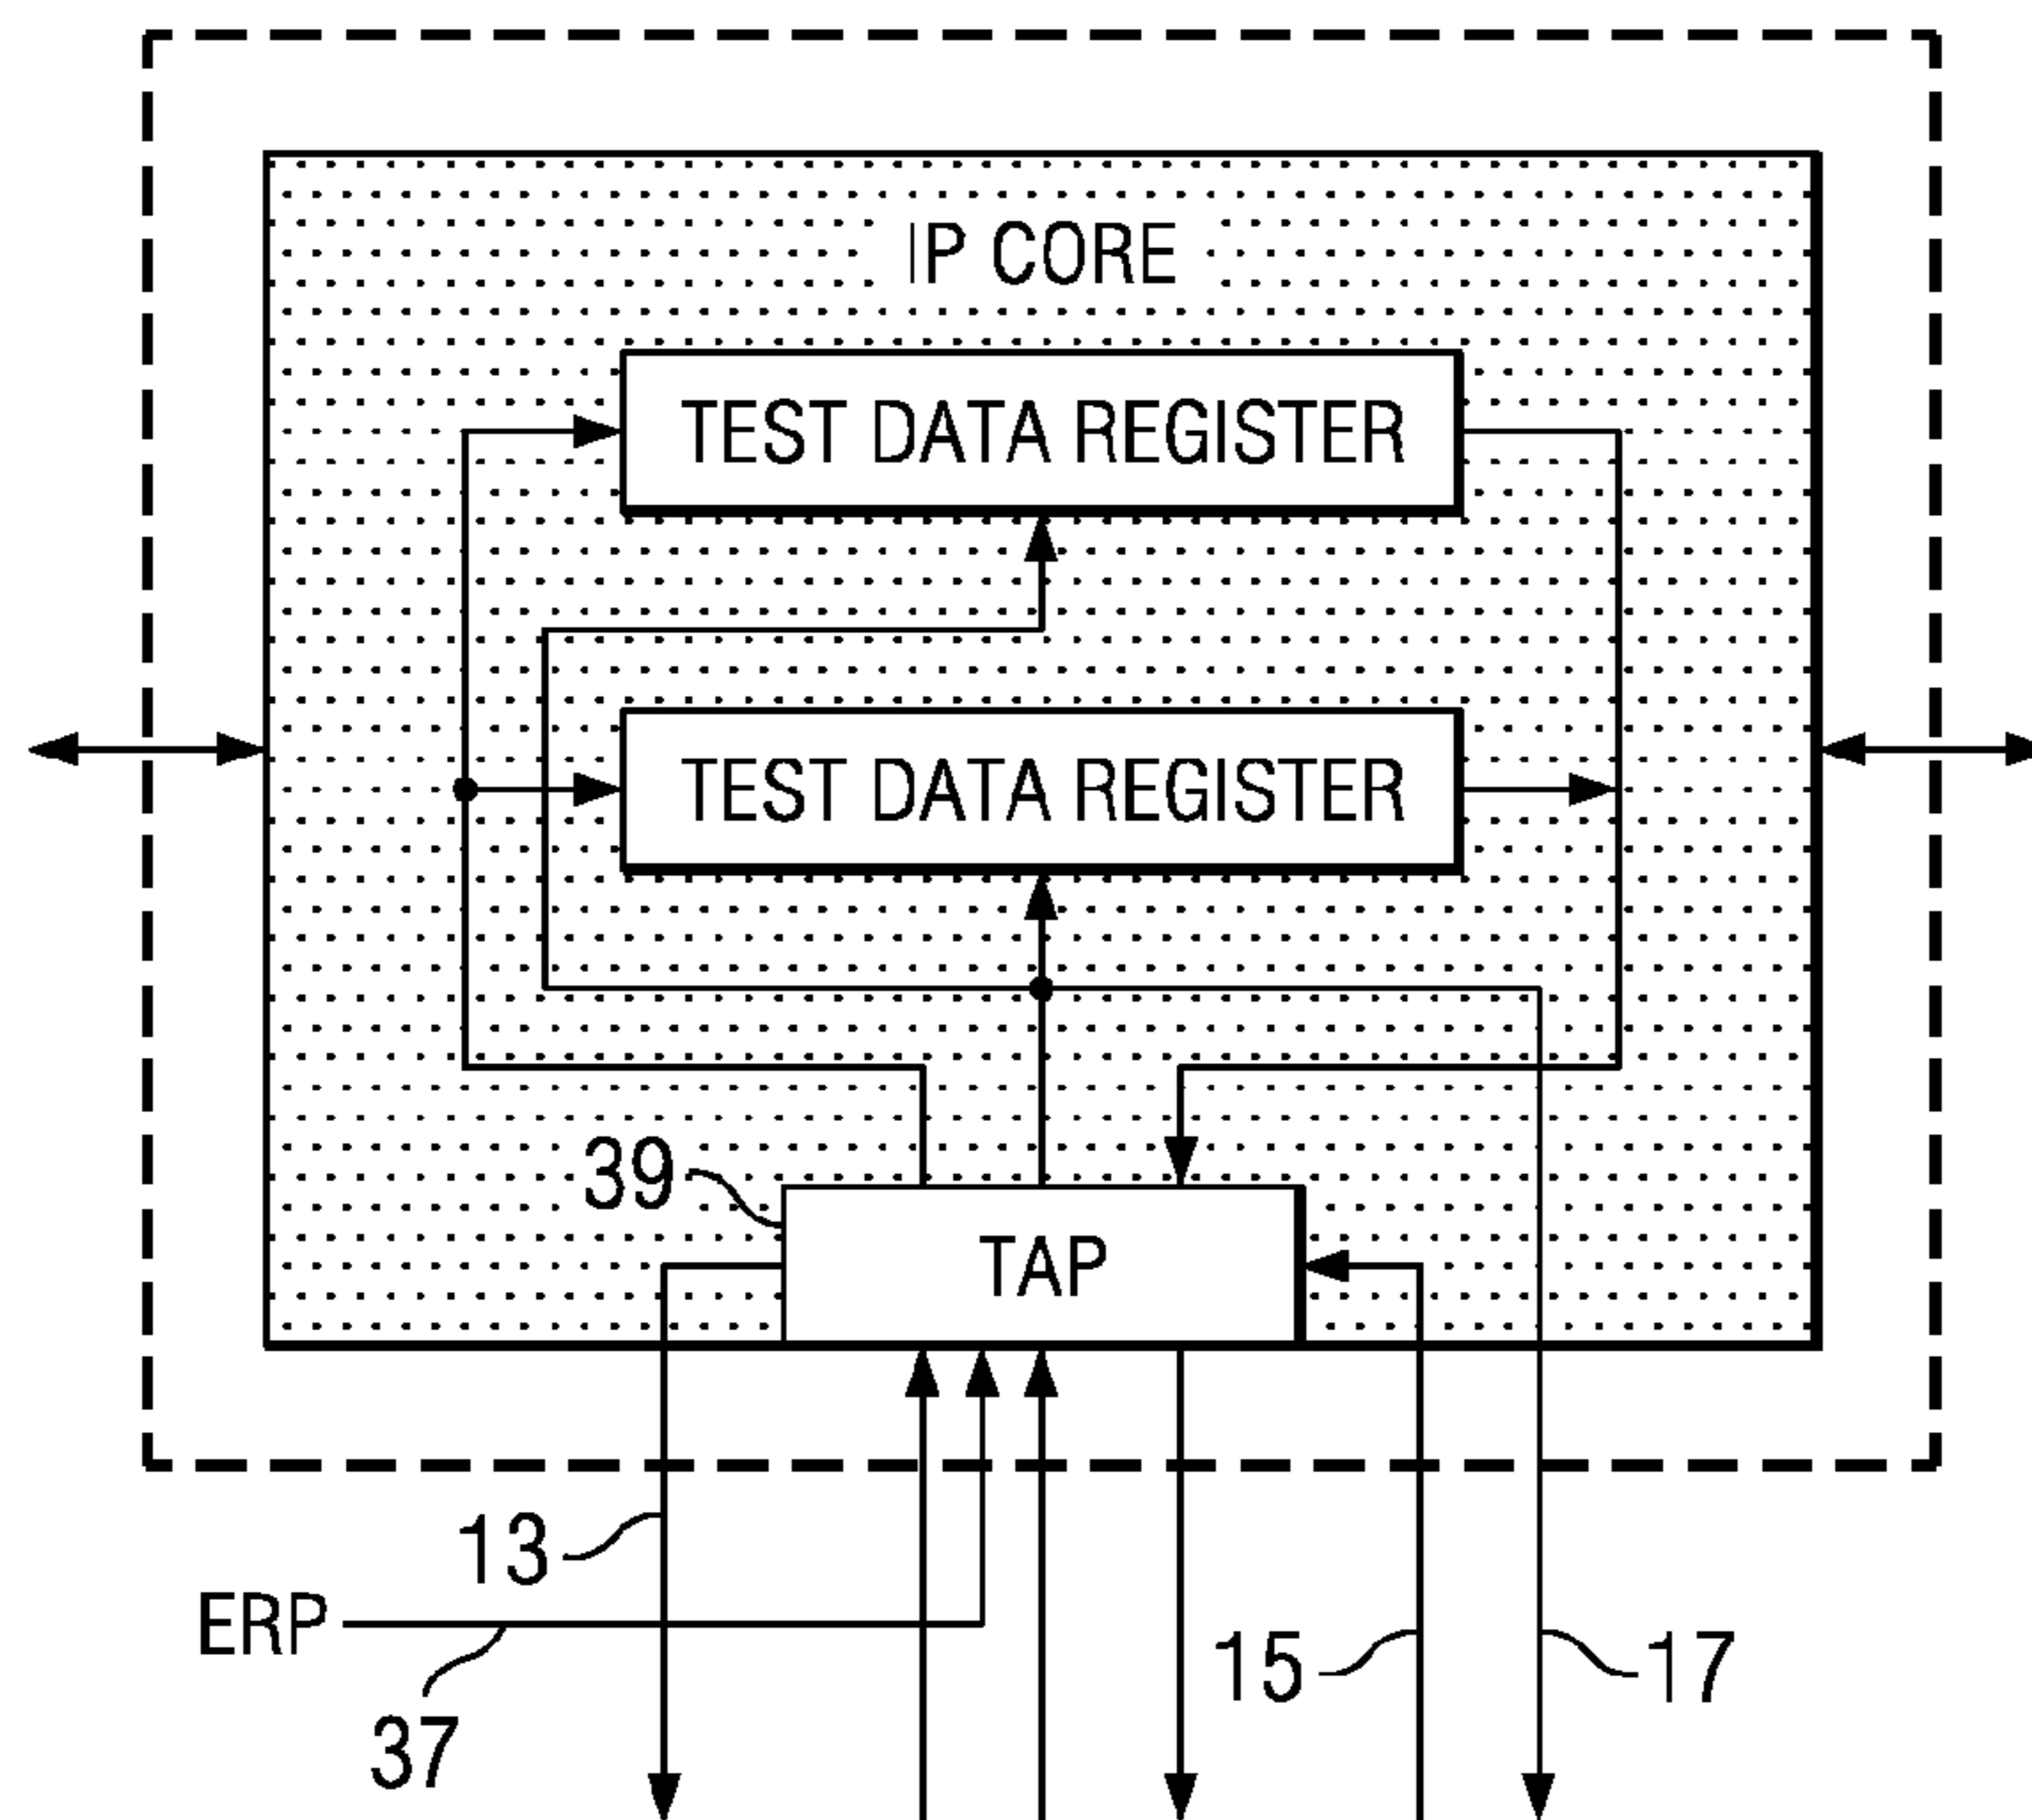 IP CORE
TEST DATA REGISTER
TEST DATA REGISTER
39
TAP
13
ERP
15
17
37